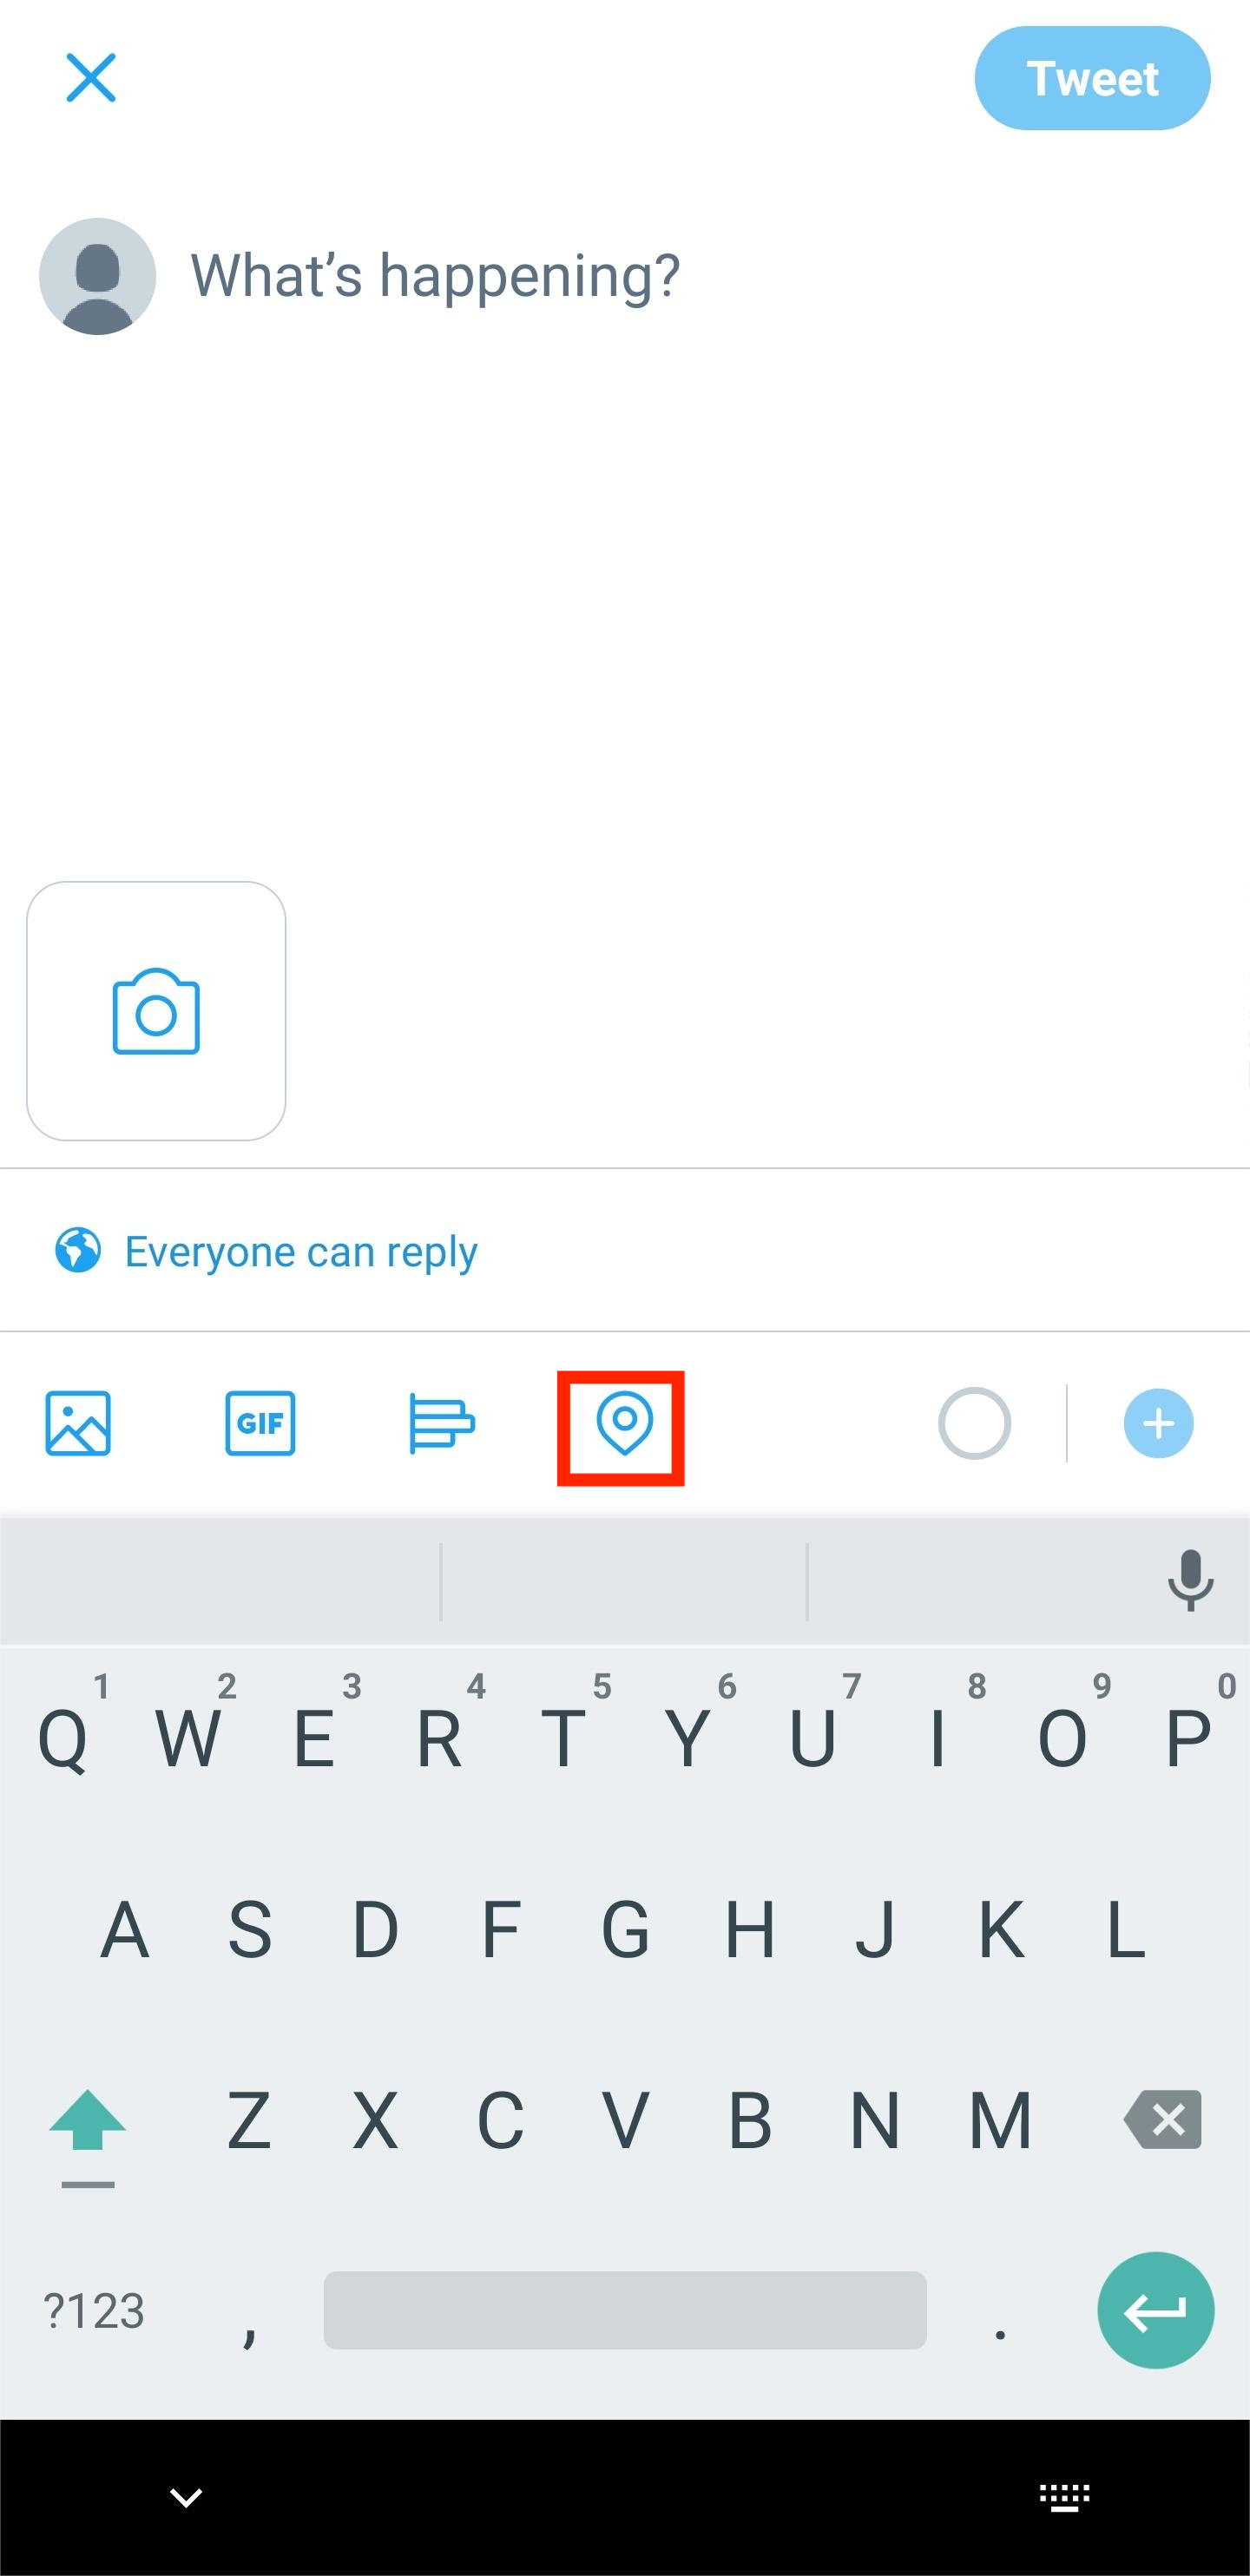 Tweet
What's happening?
Everyone can reply
GIF
1 2 3 4 5 6 7 8 9 0
Q W E R T Y U I O P
A S D F G H J K L
Z X C V B N M
?123 , .